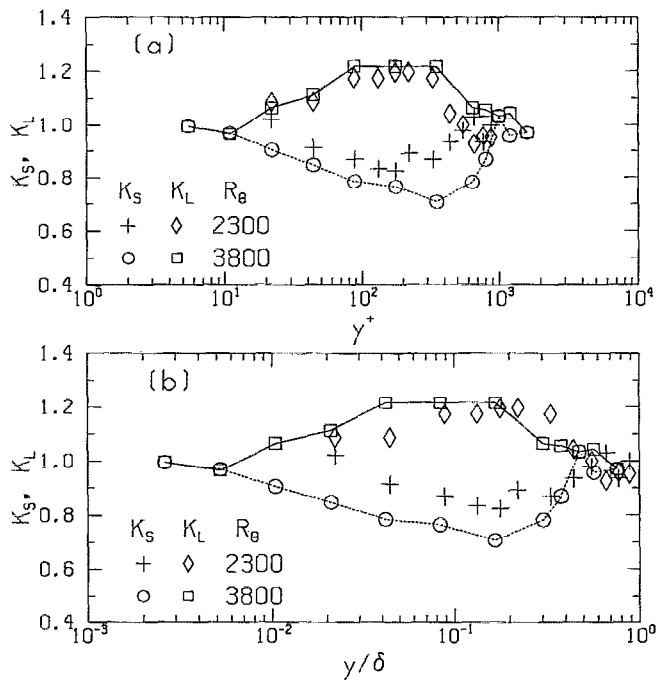 (a)
1.4
1.2
1.0
0.8
0.6
0.4
K_S, K_L
K_S K_L R_θ
+ ◇ 2300
○ □ 3800
10^0 10^1 10^2 10^3 10^4
y^+
(b)
1.4
1.2
1.0
0.8
0.6
0.4
K_S, K_L
K_S K_L R_θ
+ ◇ 2300
○ □ 3800
10^-3 10^-2 10^-1 10^0
y/δ